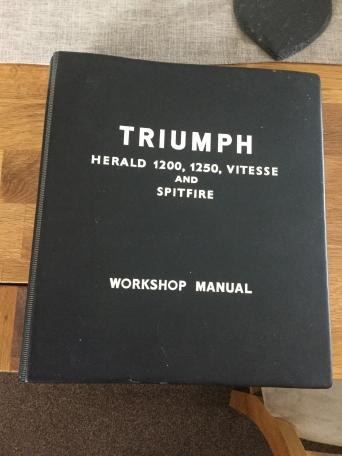 TRIUMPH
HERALD 1200, 1250, VITESSE
AND
SPITFIRE
WORKSHOP MANUAL